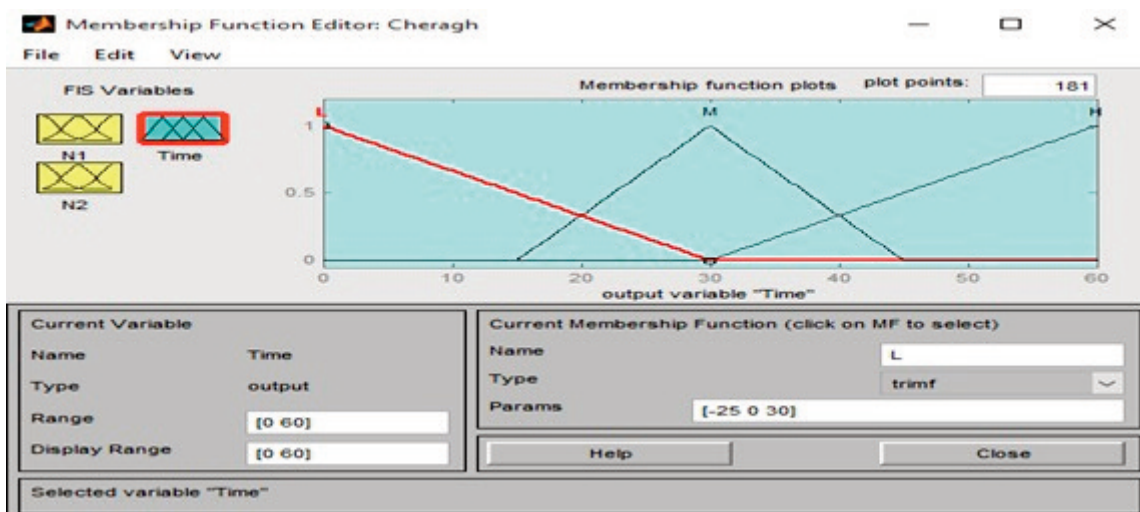 Membership Function Editor: Cheragh
File Edit View
FIS Variables
N1
Time
N2
Membership function plots
plot points:
181
L
M
H
1
0.5
0
0
10
20
30
40
50
60
output variable "Time"
Current Variable
Name
Time
Type
output
Range
[0 60]
Display Range
[0 60]
Current Membership Function (click on MF to select)
Name
L
Type
trimf
Params
[-25 0 30]
Help
Close
Selected variable "Time"